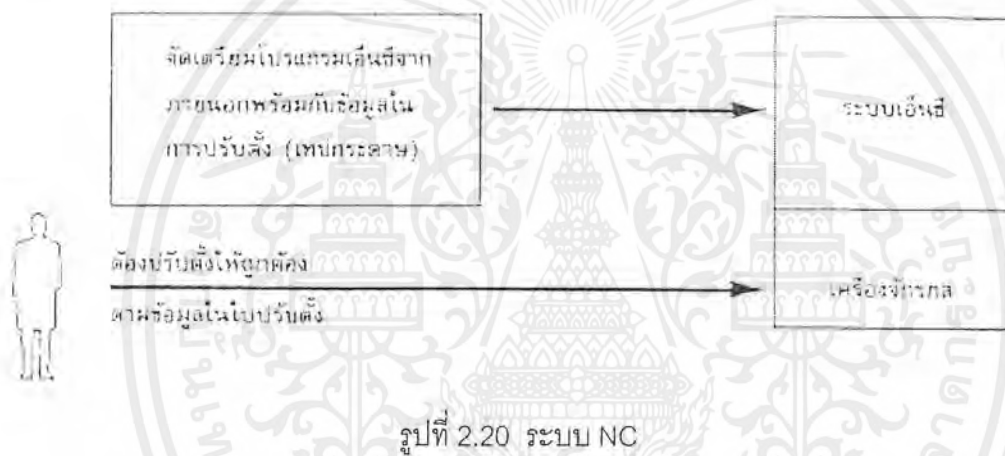 จัดเตรียมโปรแกรมเอ็นซีจาก
ภายนอกพร้อมกับข้อมูลใน
การปรับตั้ง (เทปกระดาษ)
ระบบเอ็นซี
ต้องปรับตั้งให้ถูกต้อง
ตามข้อมูลในใบปรับตั้ง
เครื่องจักรกล
รูปที่ 2.20 ระบบ NC